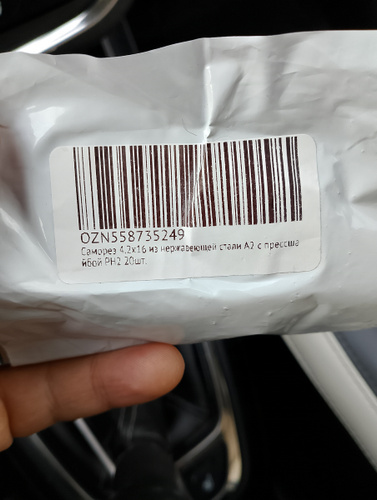 OZN558735249
Саморез 4,2х16 из нержавеющей стали А2 с прессша
йбой PH2 20шт.